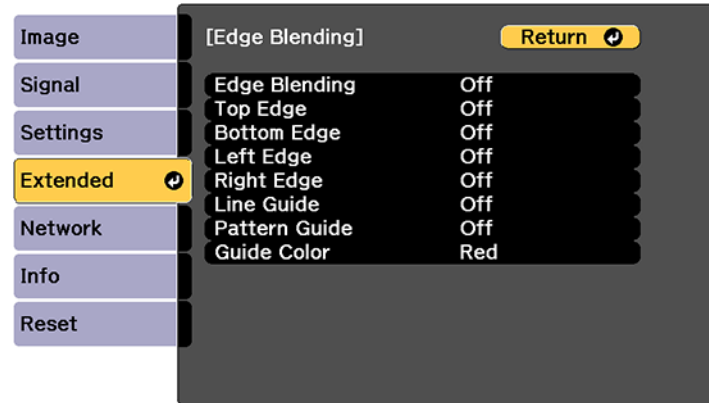 Image
Signal
Settings
Extended
Network
Info
Reset
[Edge Blending]
Return
Edge Blending Off
Top Edge Off
Bottom Edge Off
Left Edge Off
Right Edge Off
Line Guide Off
Pattern Guide Off
Guide Color Red